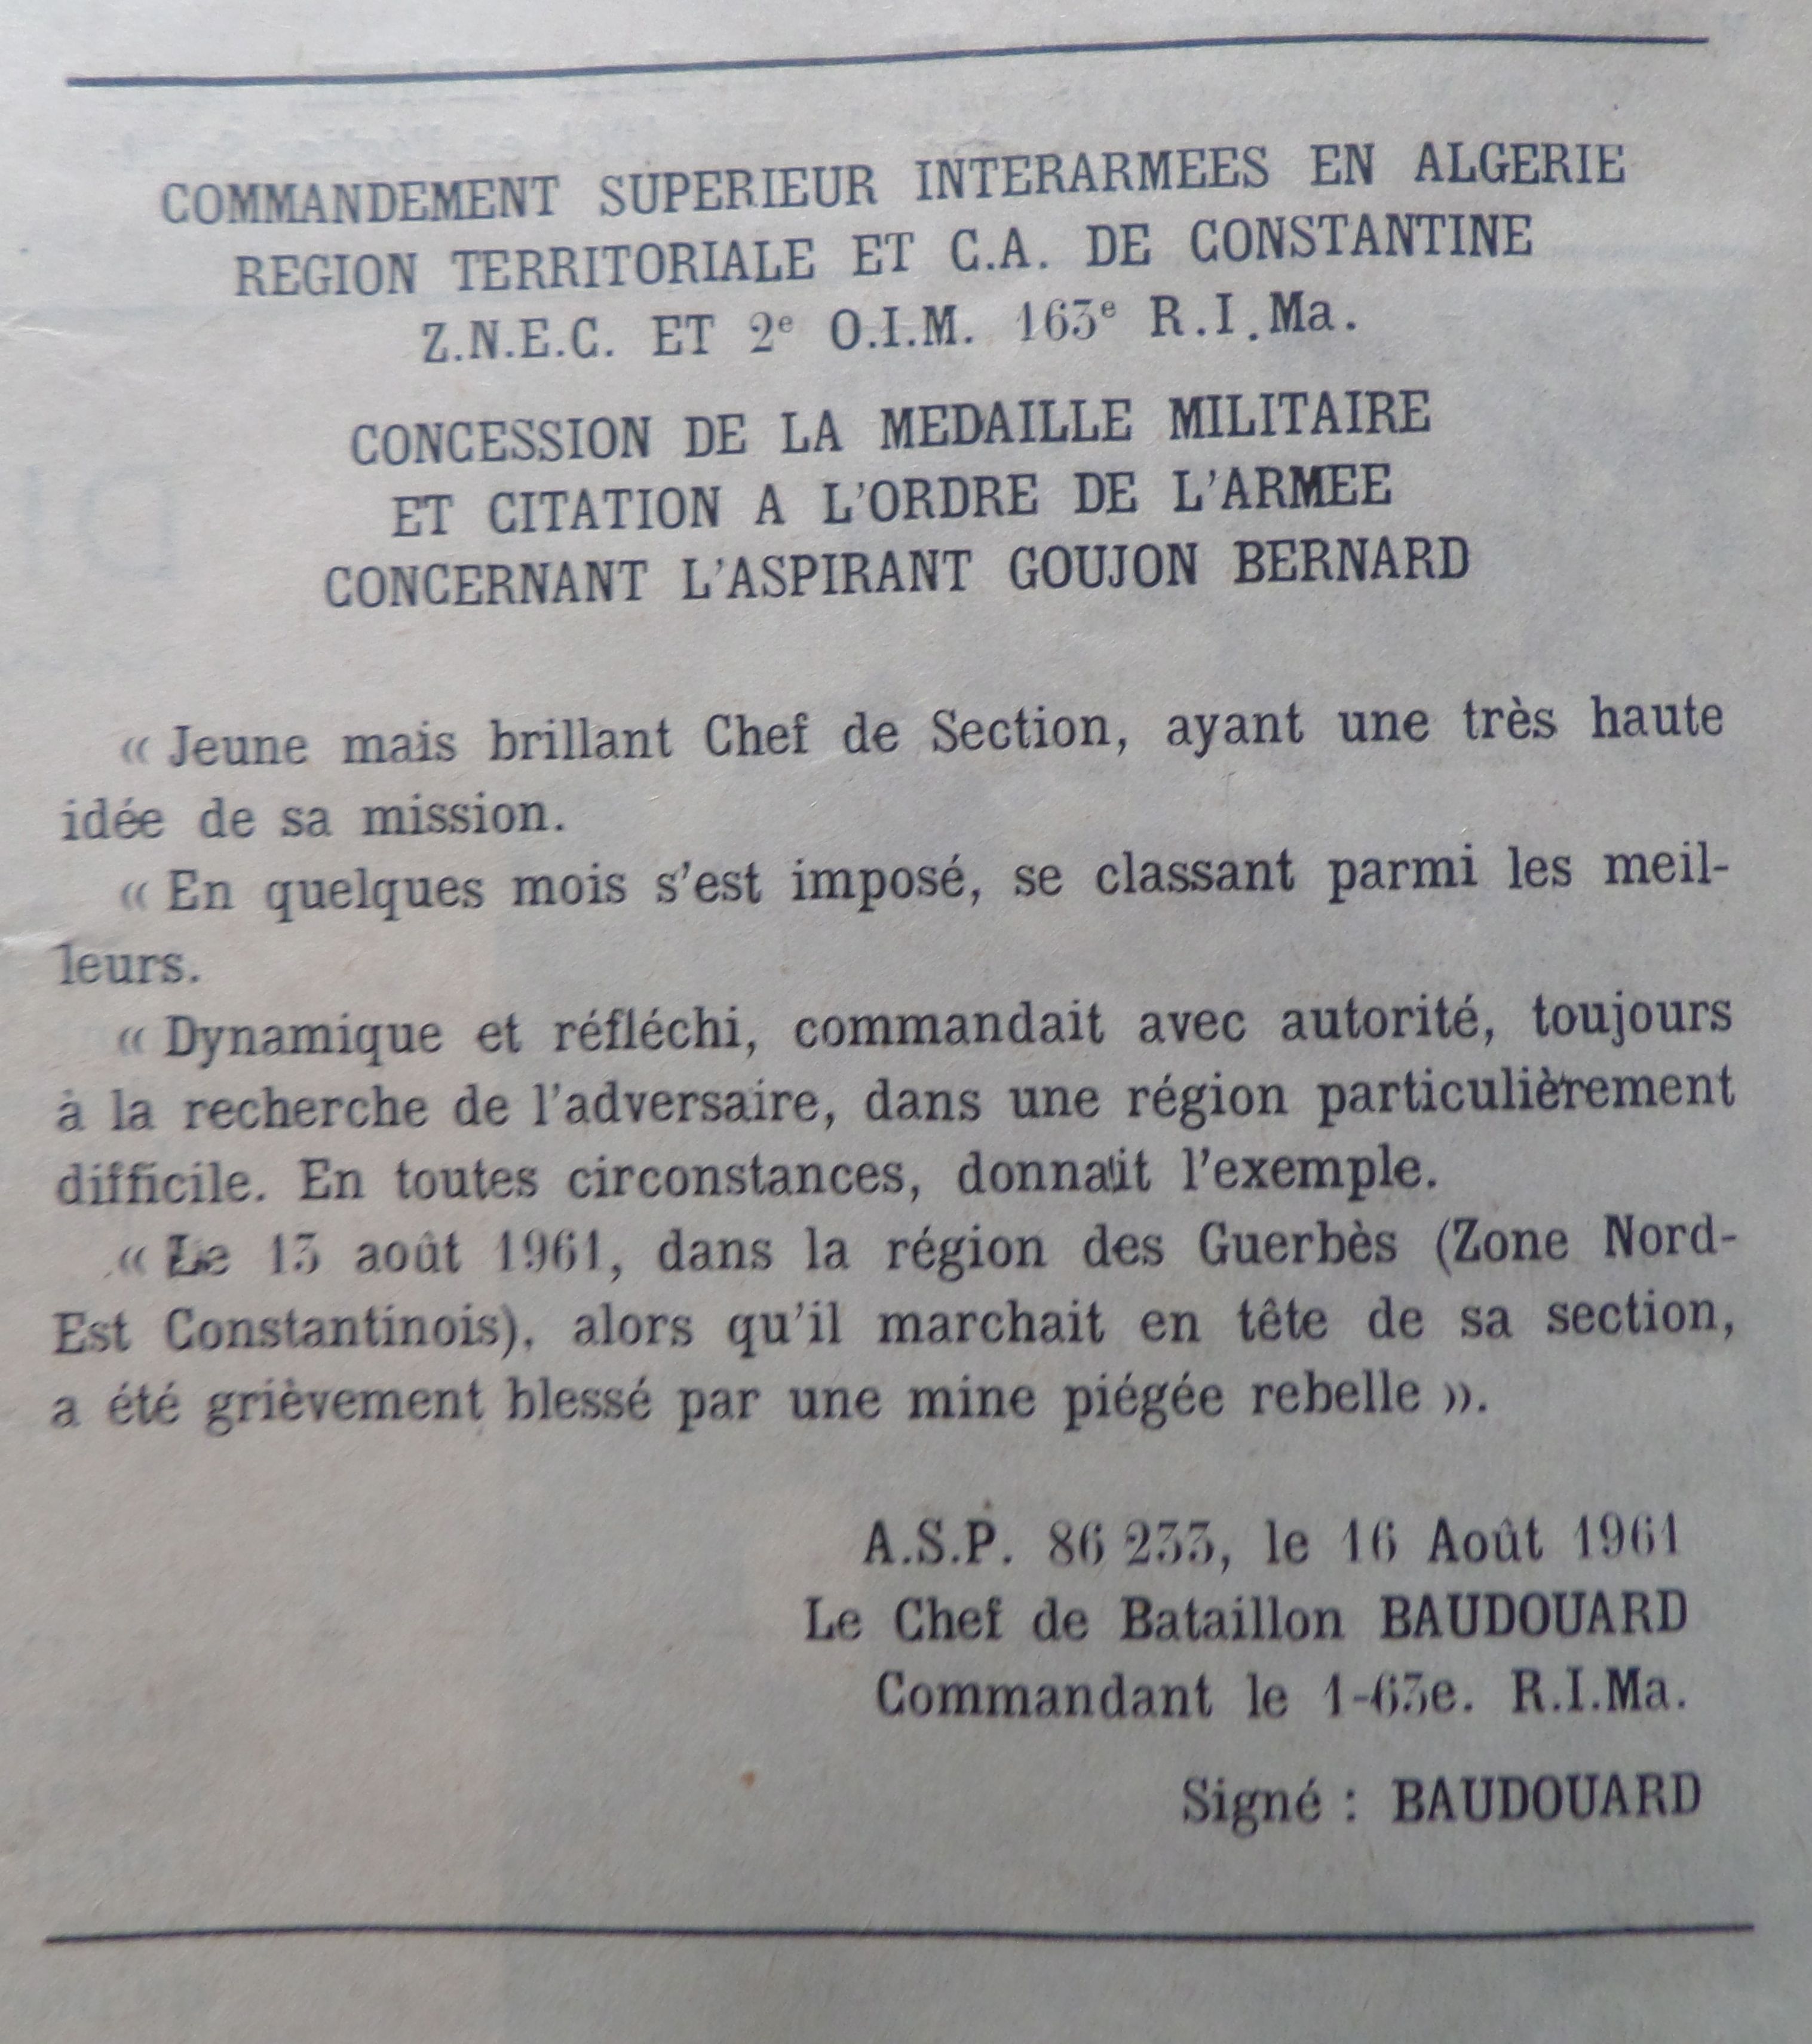 COMMANDEMENT SUPERIEUR INTERARMEES EN ALGERIE
REGION TERRITORIALE ET C.A. DE CONSTANTINE
Z.N.E.C. ET 2e O.I.M. 163e R.I.Ma.
CONCESSION DE LA MEDAILLE MILITAIRE
ET CITATION A L'ORDRE DE L'ARMEE
CONCERNANT L'ASPIRANT GOUJON BERNARD
« Jeune mais brillant Chef de Section, ayant une très haute
idée de sa mission.
« En quelques mois s'est imposé, se classant parmi les meil-
leurs.
« Dynamique et réfléchi, commandait avec autorité, toujours
à la recherche de l'adversaire, dans une région particulièrement
difficile. En toutes circonstances, donnait l'exemple.
« Le 13 août 1961, dans la région des Guerbès (Zone Nord-
Est Constantinois), alors qu'il marchait en tête de sa section,
a été grièvement blessé par une mine piégée rebelle ».
A.S.P. 86 233, le 16 Août 1961
Le Chef de Bataillon BAUDOUARD
Commandant le 1-63e. R.I.Ma.
Signé : BAUDOUARD